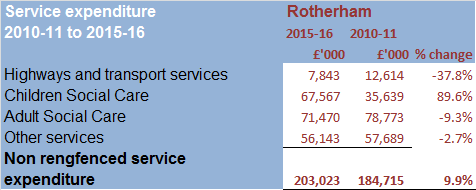 Service expenditure Rotherham
2010-11 to 2015-16 2015-16 2010-11
£'000 £'000 % change
Highways and transport services 7,843 12,614 -37.8%
Children Social Care 67,567 35,639 89.6%
Adult Social Care 71,470 78,773 -9.3%
Other services 56,143 57,689 -2.7%
Non rengfenced service
expenditure 203,023 184,715 9.9%